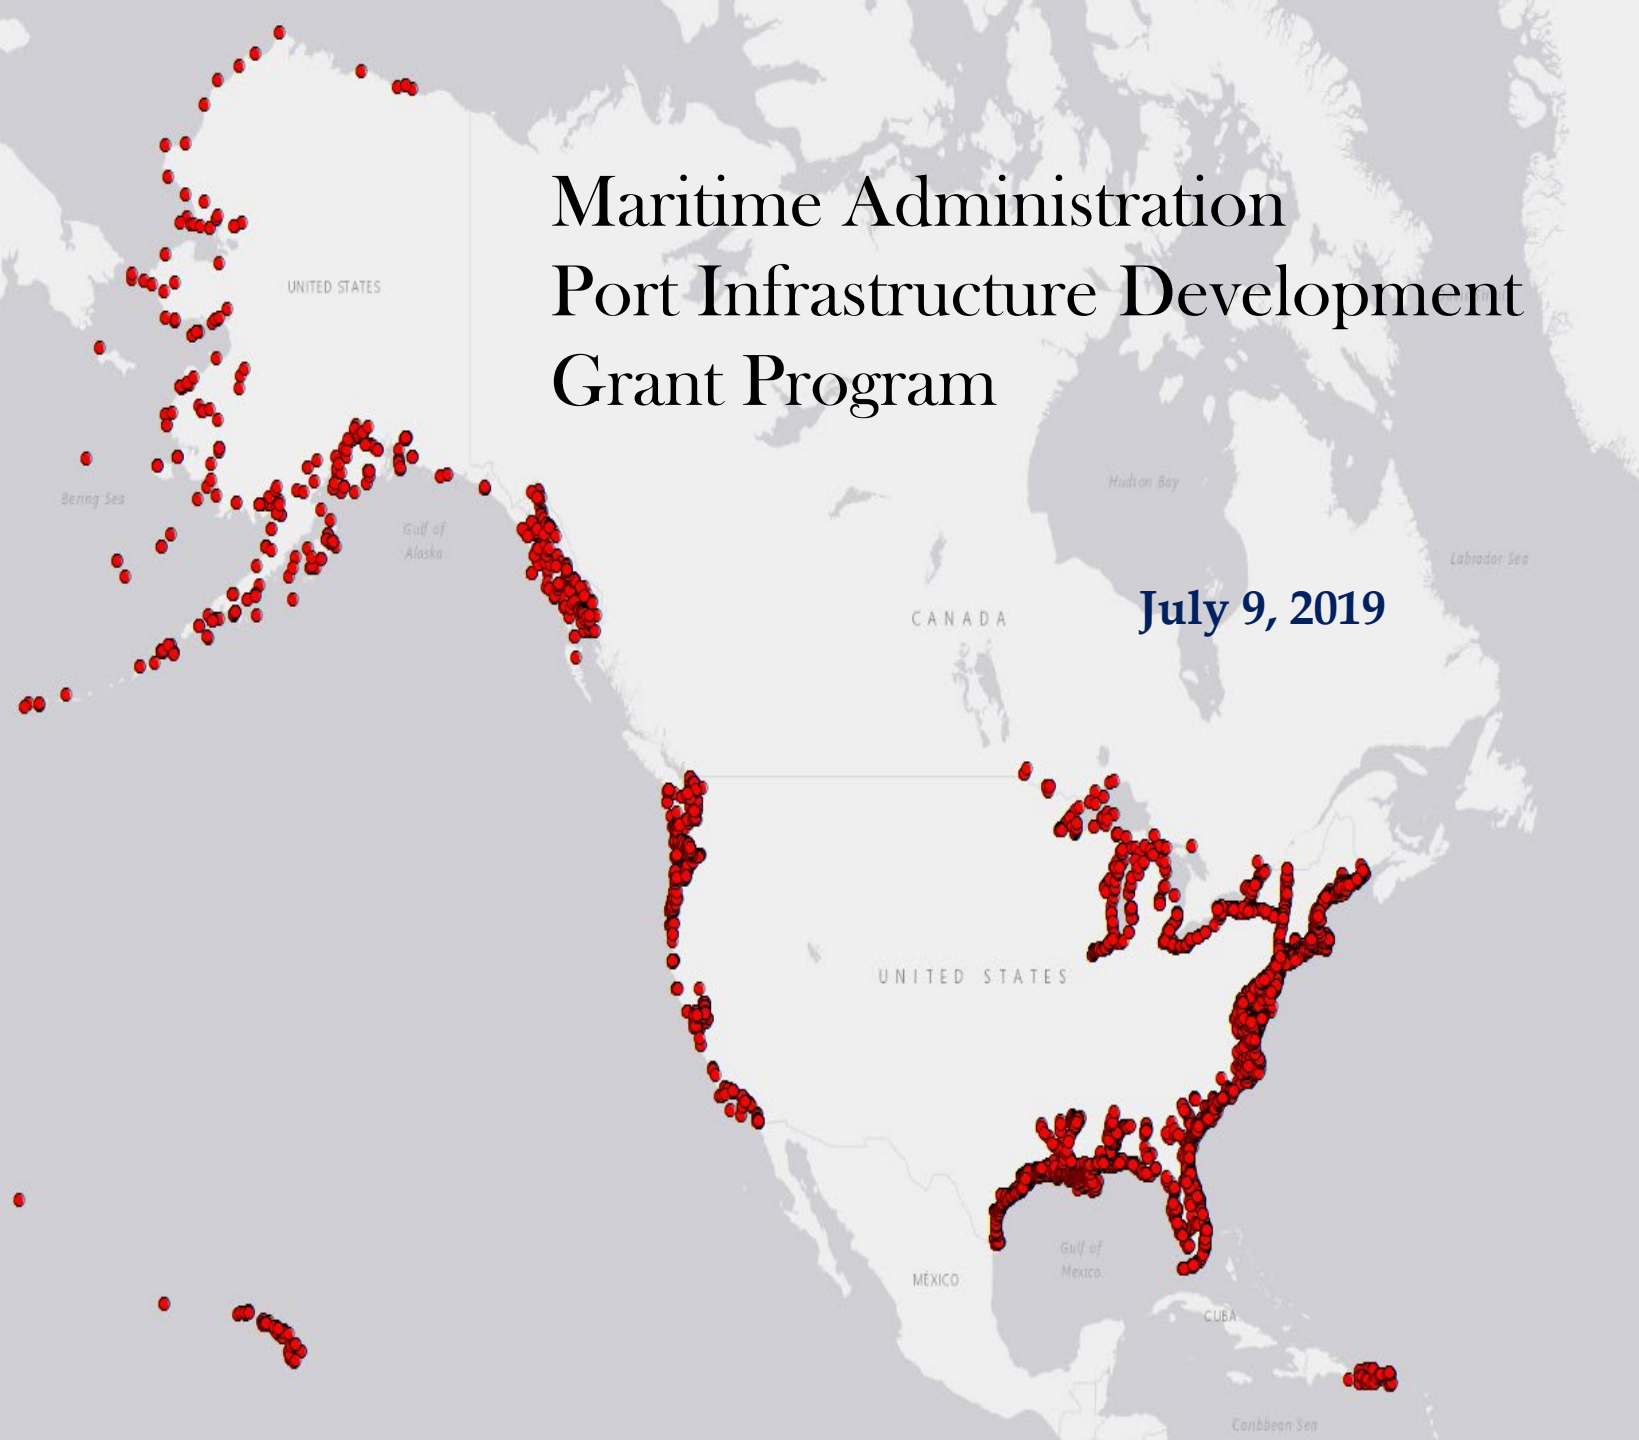 Maritime Administration
Port Infrastructure Development
Grant Program
UNITED STATES
Hudson Bay
Bering Sea
Gulf of
Alaska
Labrador Sea
July 9, 2019
CANADA
UNITED STATES
Gulf of
Mexico
MÉXICO
CUBA
Caribbean Sea